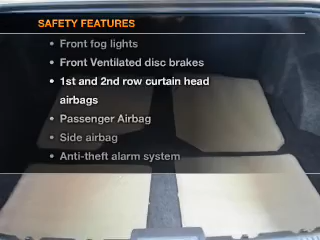 SAFETY FEATURES
• Front fog lights
• Front Ventilated disc brakes
• 1st and 2nd row curtain head
airbags
• Passenger Airbag
• Side airbag
• Anti-theft alarm system